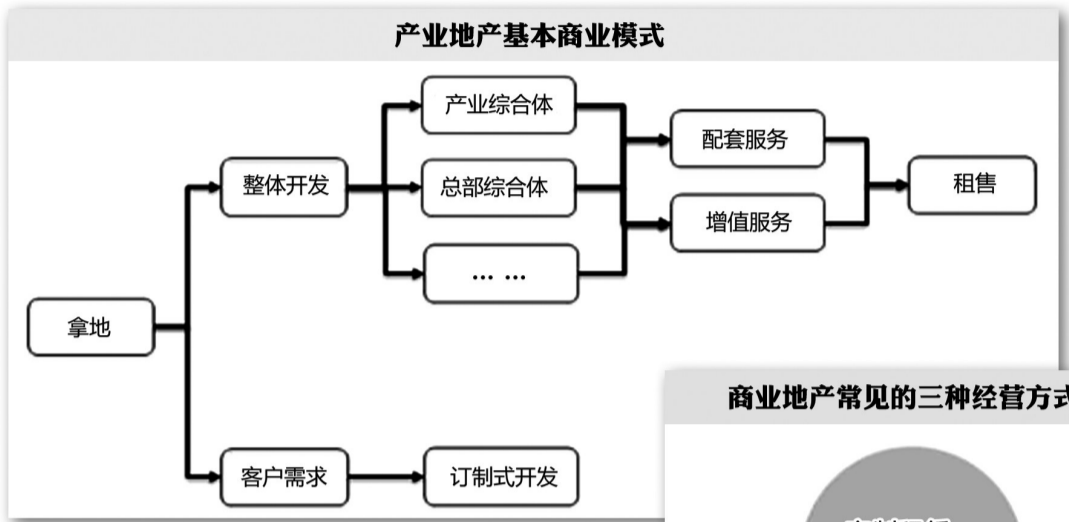 产业地产基本商业模式
产业综合体
配套服务
整体开发
总部综合体
租售
增值服务
... ...
拿地
商业地产常见的三种经营方式
客户需求
订制式开发